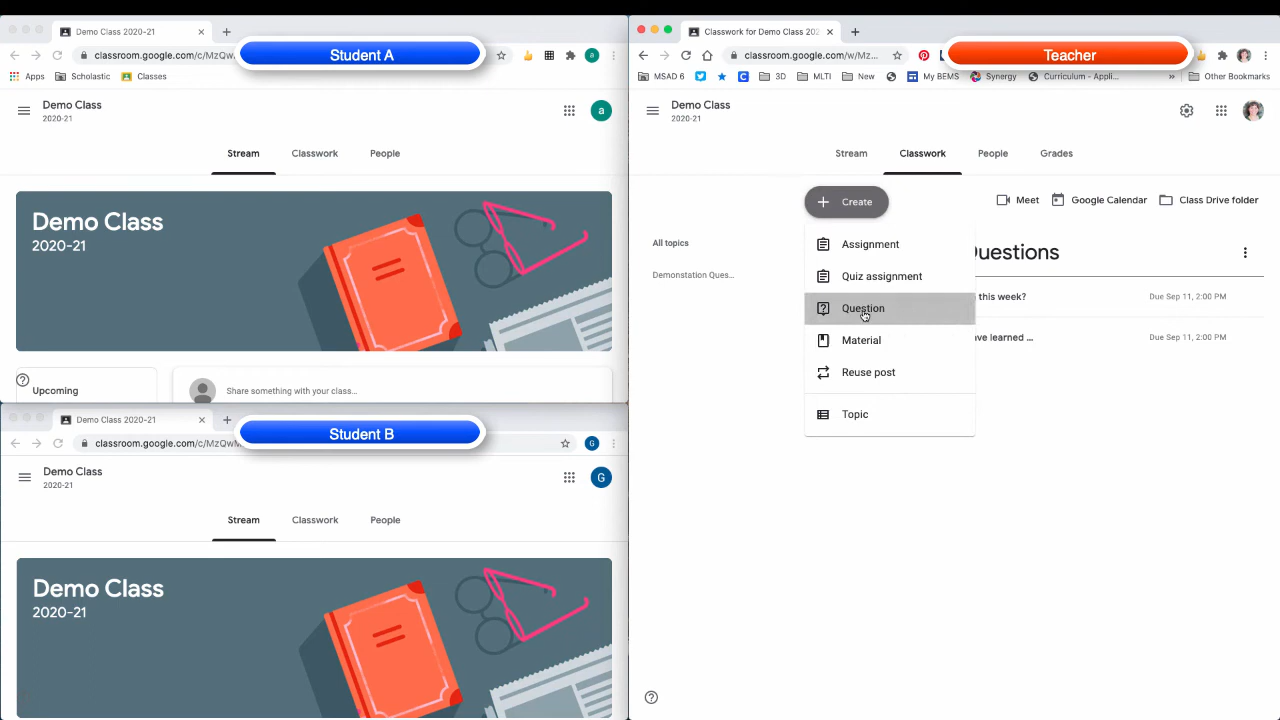 Demo Class 2020-21
classroom.google.com/c/MzQwM
Student A
a
Apps
Scholastic
Classes
Demo Class
2020-21
a
Stream
Classwork
People
Demo Class
2020-21
Upcoming
Share something with your class...
Demo Class 2020-21
classroom.google.com/c/MzQwM
Student B
G
Demo Class
2020-21
G
Stream
Classwork
People
Demo Class
2020-21
Classwork for Demo Class 202
classroom.google.com/w/Mz...
Teacher
MSAD 6
3D
MLTI
New
My BEMS
Synergy
Curriculum - Appli...
»
Other Bookmarks
Demo Class
2020-21
Stream
Classwork
People
Grades
Create
Meet
Google Calendar
Class Drive folder
All topics
Demonstation Ques...
Assignment
Quiz assignment
Question
Material
Reuse post
Topic
Questions
this week?
Due Sep 11, 2:00 PM
ave learned ...
Due Sep 11, 2:00 PM